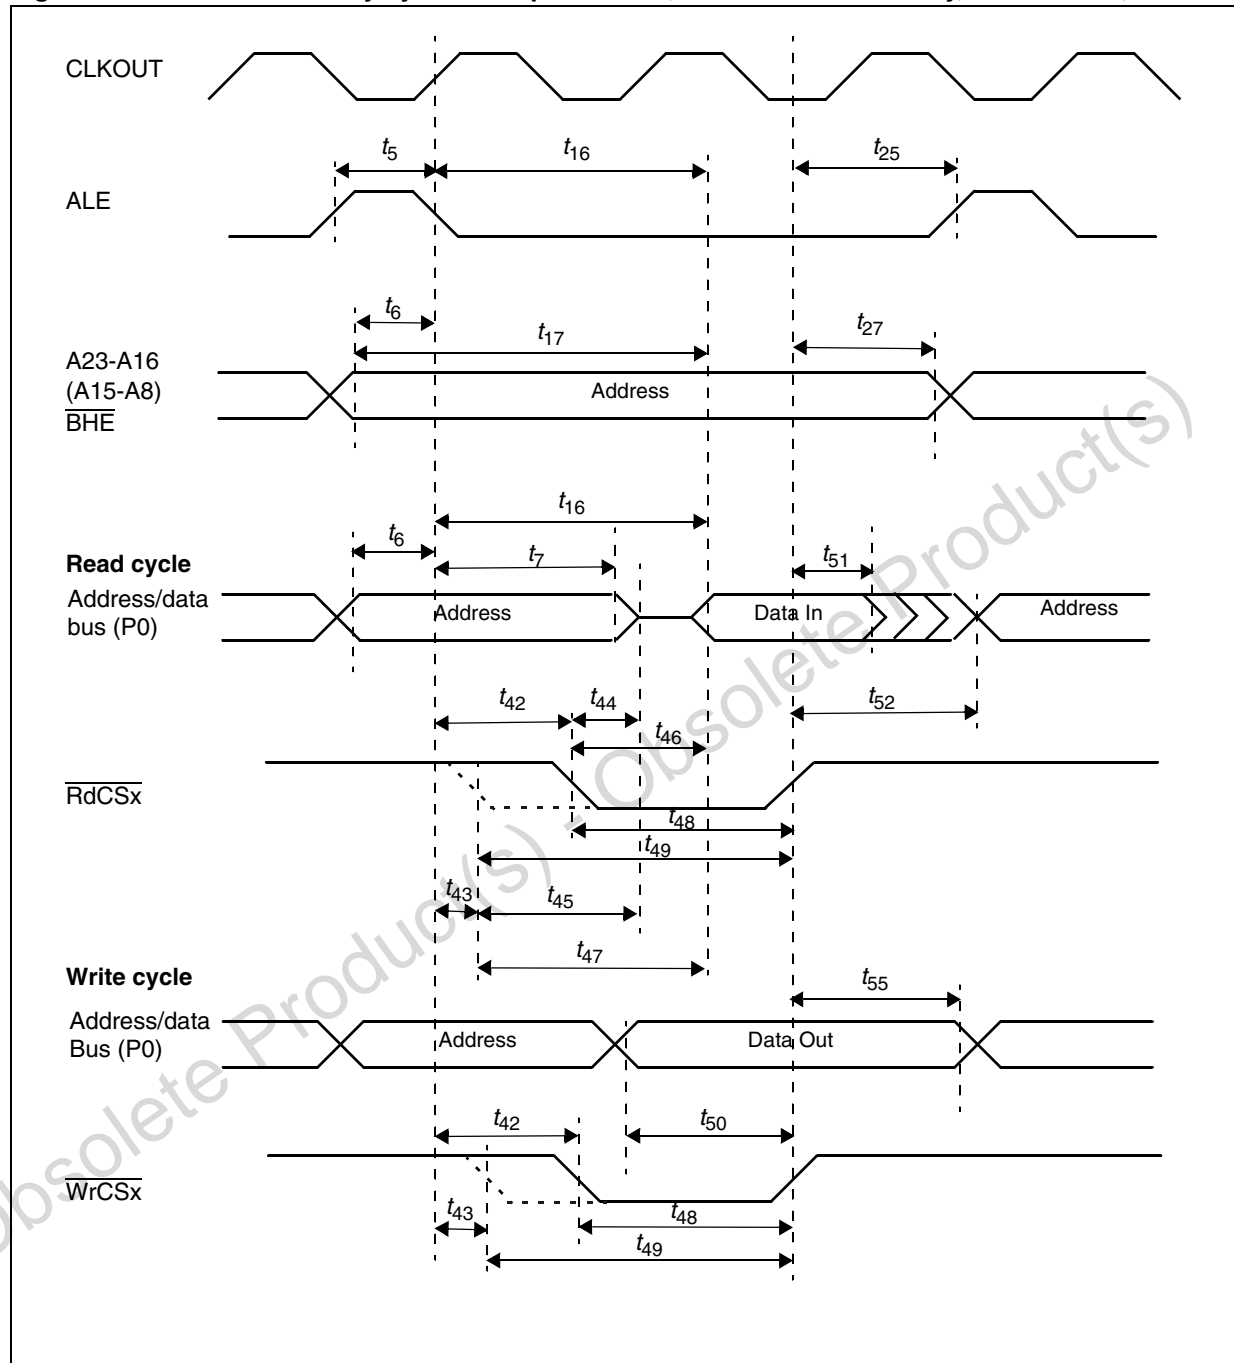 CLKOUT
t5
t16
t25
ALE
t6
t17
t27
A23-A16
(A15-A8)
BHE
Address
t16
t6
t7
t51
Read cycle
Address/data
bus (P0)
Address
Data In
Address
t42
t44
t52
t46
RdCSx
t48
t49
t43
t45
t47
Write cycle
t55
Address/data
Bus (P0)
Address
Data Out
t42
t50
WrCSx
t43
t48
t49
Obsolete Product(s) - Obsolete Product(s)